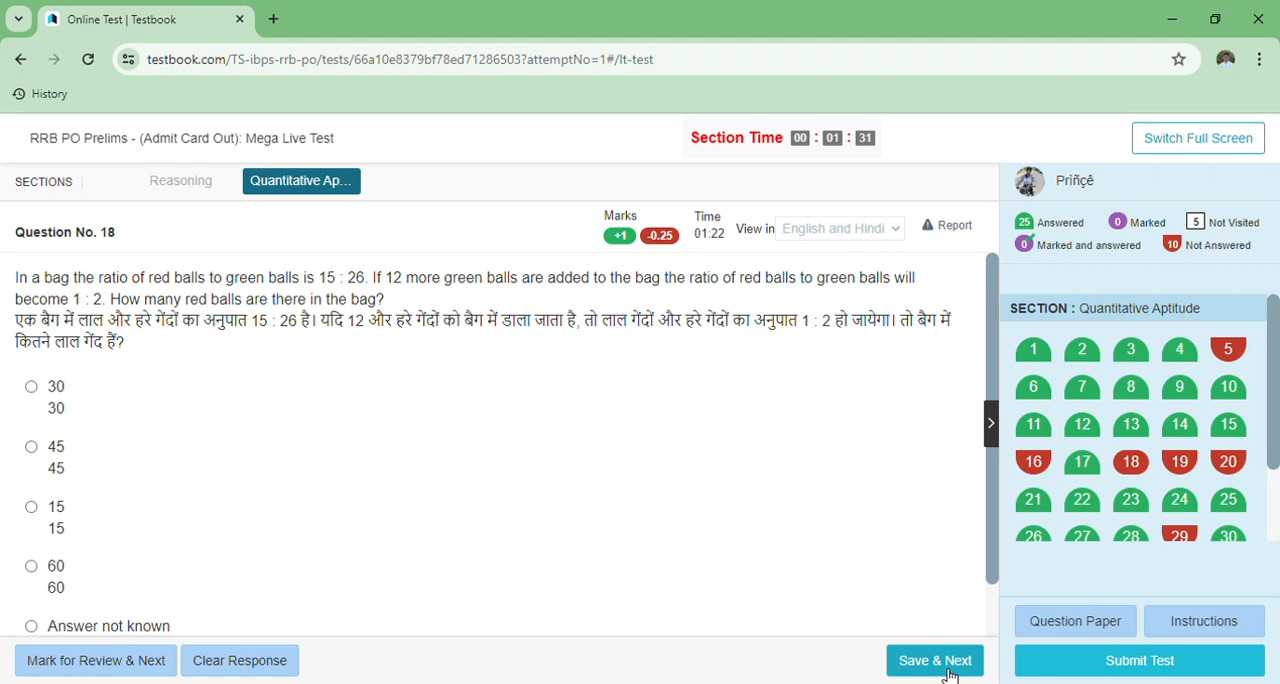 Online Test | Testbook
testbook.com/TS-ibps-rrb-po/tests/66a10e8379bf78ed71286503?attemptNo=1#/lt-test
History
RRB PO Prelims - (Admit Card Out): Mega Live Test
Section Time 00 : 01 : 31
Switch Full Screen
SECTIONS
Reasoning
Quantitative Ap...
Prìñçê
Question No. 18
Marks
+1 -0.25
Time
01:22
View in English and Hindi
Report
25 Answered 0 Marked 5 Not Visited
0 Marked and answered 10 Not Answered
In a bag the ratio of red balls to green balls is 15 : 26. If 12 more green balls are added to the bag the ratio of red balls to green balls will
become 1 : 2. How many red balls are there in the bag?
एक बैग में लाल और हरे गेंदों का अनुपात 15 : 26 है। यदि 12 और हरे गेंदों को बैग में डाला जाता है, तो लाल गेंदों और हरे गेंदों का अनुपात 1 : 2 हो जायेगा। तो बैग में
कितने लाल गेंद हैं?
30
30
45
45
15
15
60
60
Answer not known
SECTION : Quantitative Aptitude
1 2 3 4 5
6 7 8 9 10
11 12 13 14 15
16 17 18 19 20
21 22 23 24 25
26 27 28 29 30
Mark for Review & Next
Clear Response
Save & Next
Question Paper
Instructions
Submit Test